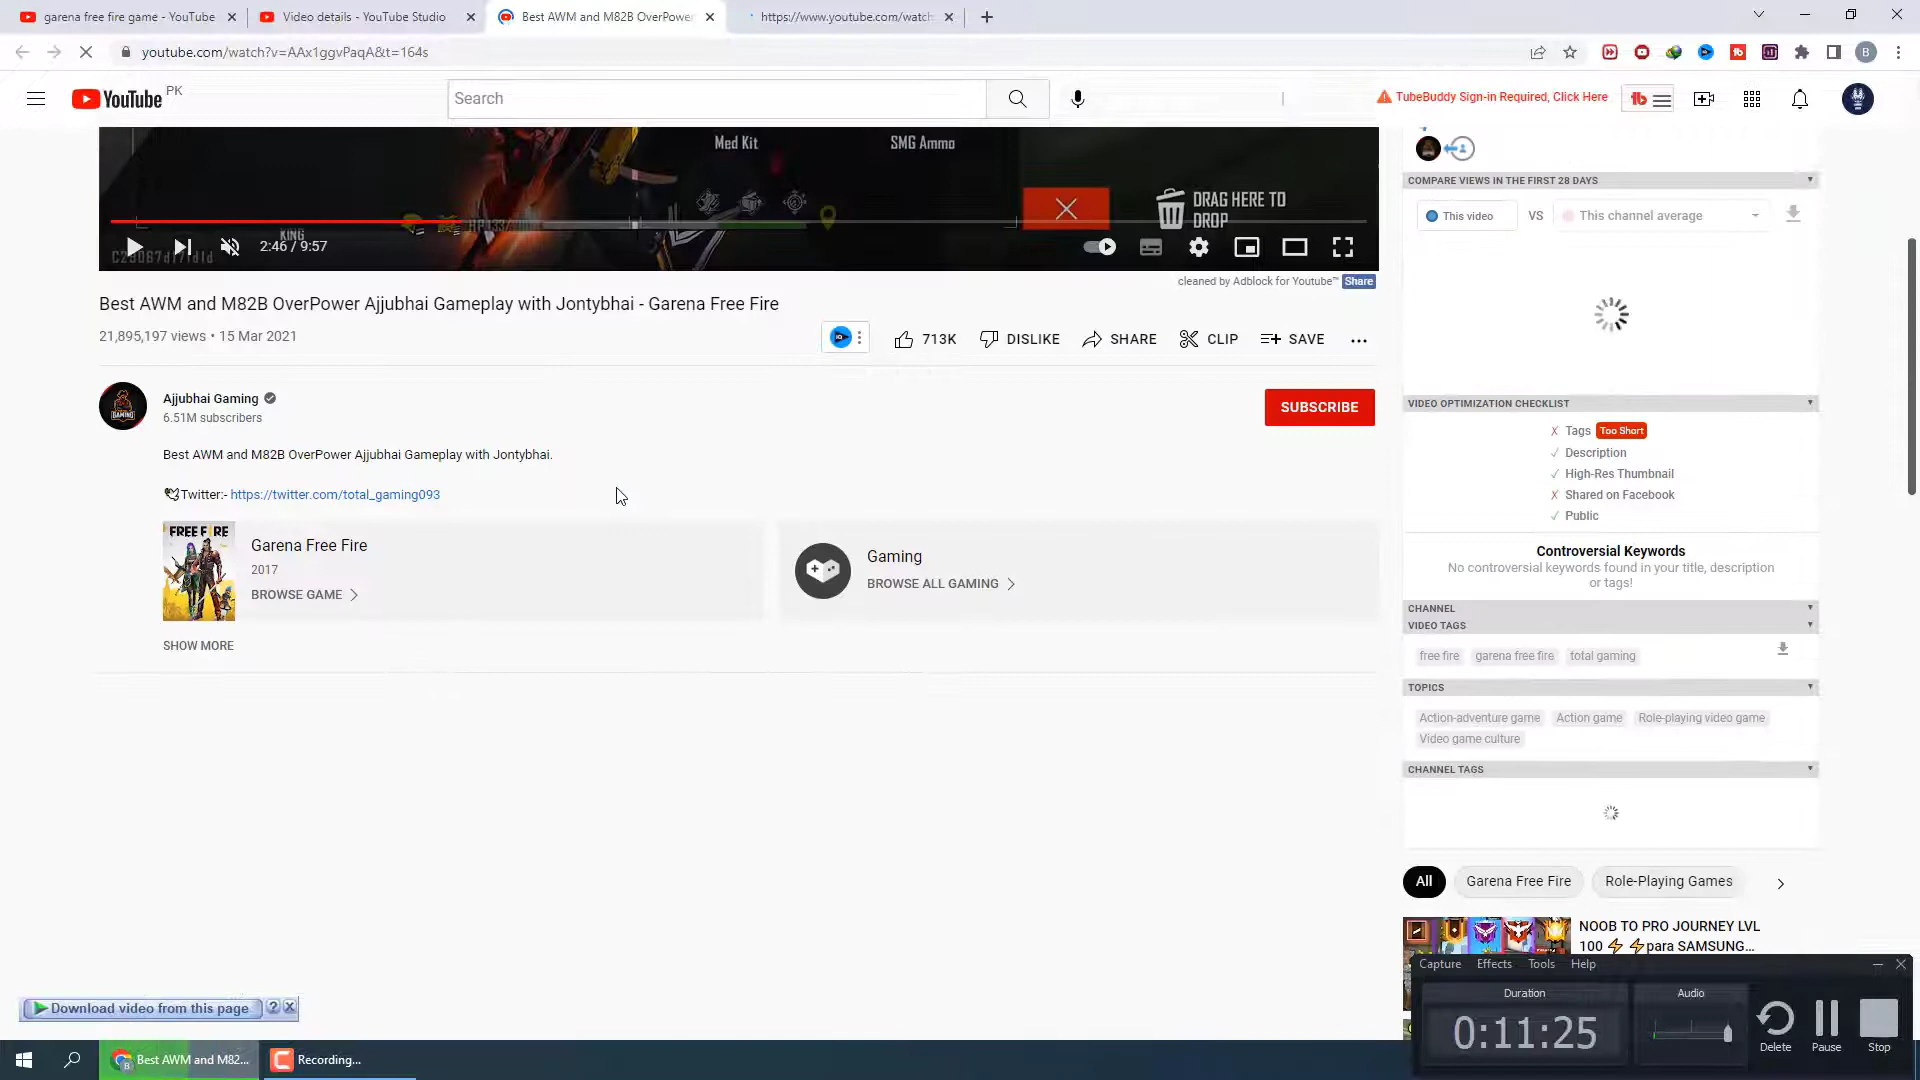 garena free fire game - YouTube
Video details - YouTube Studio
Best AWM and M82B OverPower
https://www.youtube.com/watch
youtube.com/watch?v=AAx1ggvPaqA&t=164s
B
YouTube PK
Search
TubeBuddy Sign-in Required, Click Here
tb
Med Kit
SMG Ammo
DRAG HERE TO
DROP
KING
2:46 / 9:57
cleaned by Adblock for Youtube™ Share
Best AWM and M82B OverPower Ajjubhai Gameplay with Jontybhai - Garena Free Fire
21,895,197 views • 15 Mar 2021
713K
DISLIKE
SHARE
CLIP
SAVE
Ajjubhai Gaming
6.51M subscribers
SUBSCRIBE
Best AWM and M82B OverPower Ajjubhai Gameplay with Jontybhai.
Twitter:- https://twitter.com/total_gaming093
FREE FIRE
Garena Free Fire
2017
BROWSE GAME
Gaming
BROWSE ALL GAMING
SHOW MORE
COMPARE VIEWS IN THE FIRST 28 DAYS
This video
VS
This channel average
VIDEO OPTIMIZATION CHECKLIST
X Tags Too Short
✓ Description
✓ High-Res Thumbnail
X Shared on Facebook
✓ Public
Controversial Keywords
No controversial keywords found in your title, description
or tags!
CHANNEL
VIDEO TAGS
free fire
garena free fire
total gaming
TOPICS
Action-adventure game
Action game
Role-playing video game
Video game culture
CHANNEL TAGS
All
Garena Free Fire
Role-Playing Games
NOOB TO PRO JOURNEY LVL
100 ⚡ ⚡para SAMSUNG...
Capture
Effects
Tools
Help
Duration
Audio
0:11:25
Delete
Pause
Stop
Download video from this page
Best AWM and M82...
Recording...